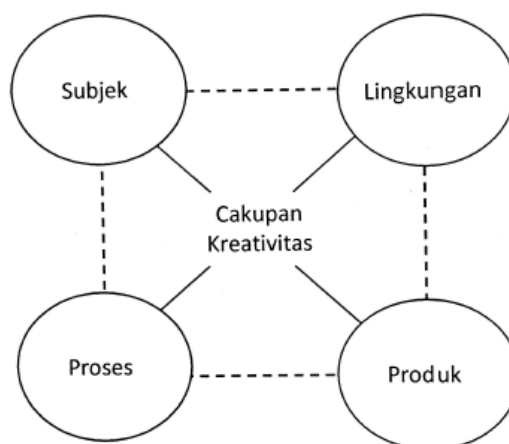 Subjek
Lingkungan
Cakupan
Kreativitas
Proses
Produk